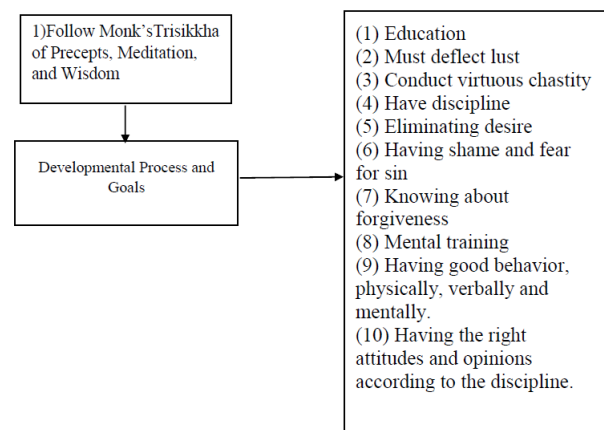 1)Follow Monk'sTrisikkha
of Precepts, Meditation,
and Wisdom
Developmental Process and
Goals
(1) Education
(2) Must deflect lust
(3) Conduct virtuous chastity
(4) Have discipline
(5) Eliminating desire
(6) Having shame and fear
for sin
(7) Knowing about
forgiveness
(8) Mental training
(9) Having good behavior,
physically, verbally and
mentally.
(10) Having the right
attitudes and opinions
according to the discipline.